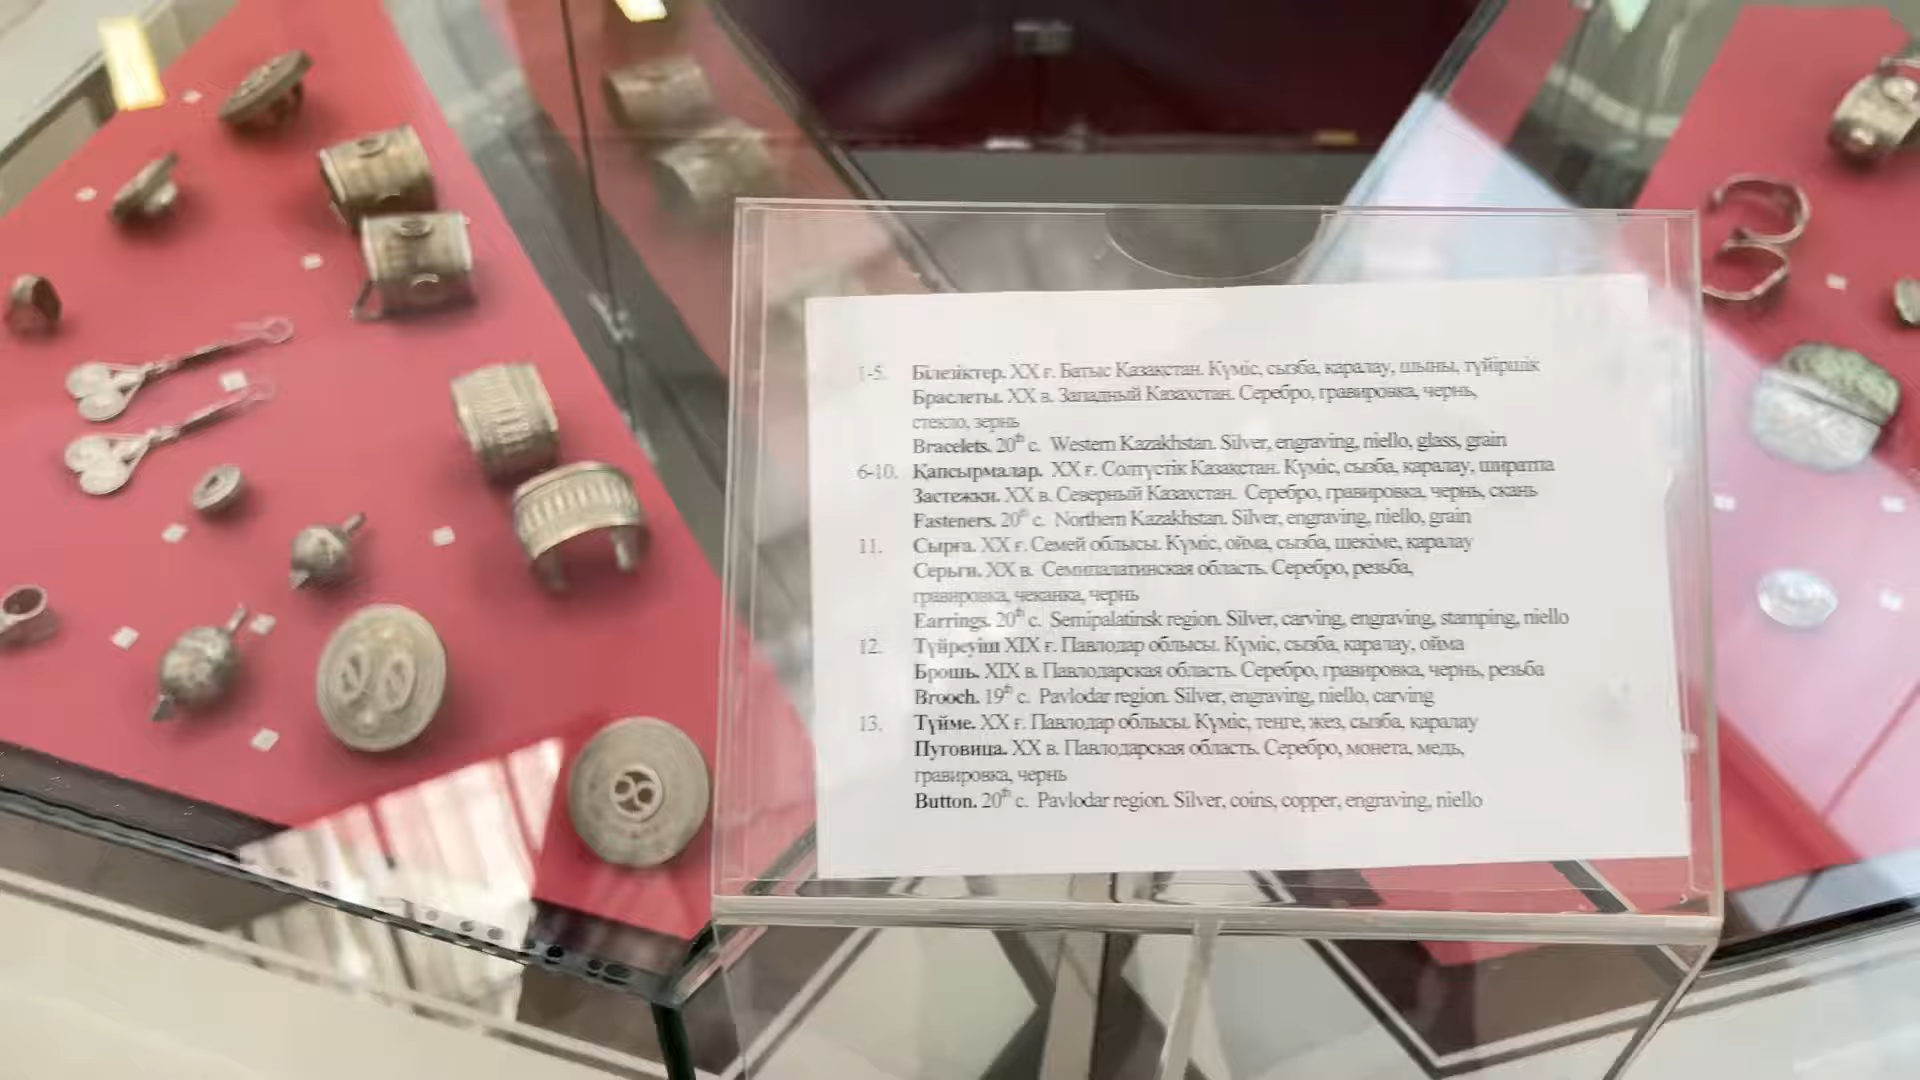 1-5. Білезіктер. XX ғ. Батыс Казақстан. Күміс, сызба, қаралау, шыны, түйіршік
Браслеты. XX в. Западный Казахстан. Серебро, гравировка, чернь,
стекло, зернь
Bracelets. 20th c. Western Kazakhstan. Silver, engraving, niello, glass, grain
6-10. Қапсырмалар. XX ғ. Солтүстік Казақстан. Күміс, сызба, қаралау, ширатпа
Застежки. XX в. Северный Казахстан. Серебро, гравировка, чернь, скань
Fasteners. 20th c. Northern Kazakhstan. Silver, engraving, niello, grain
11. Сырға. XX ғ. Семей облысы. Күміс, ойма, сызба, шекіме, қаралау
Серьги. XX в. Семипалатинская область. Серебро, резьба,
гравировка, чеканка, чернь
Earrings. 20th c. Semipalatinsk region. Silver, carving, engraving, stamping, niello
12. Түйреуіш XIX ғ. Павлодар облысы. Күміс, сызба, қаралау, ойма
Брошь. XIX в. Павлодарская область. Серебро, гравировка, чернь, резьба
Brooch. 19th c. Pavlodar region. Silver, engraving, niello, carving
13. Түйме. XX ғ. Павлодар облысы. Күміс, теңге, жез, сызба, қаралау
Пуговица. XX в. Павлодарская область. Серебро, монета, медь,
гравировка, чернь
Button. 20th c. Pavlodar region. Silver, coins, copper, engraving, niello